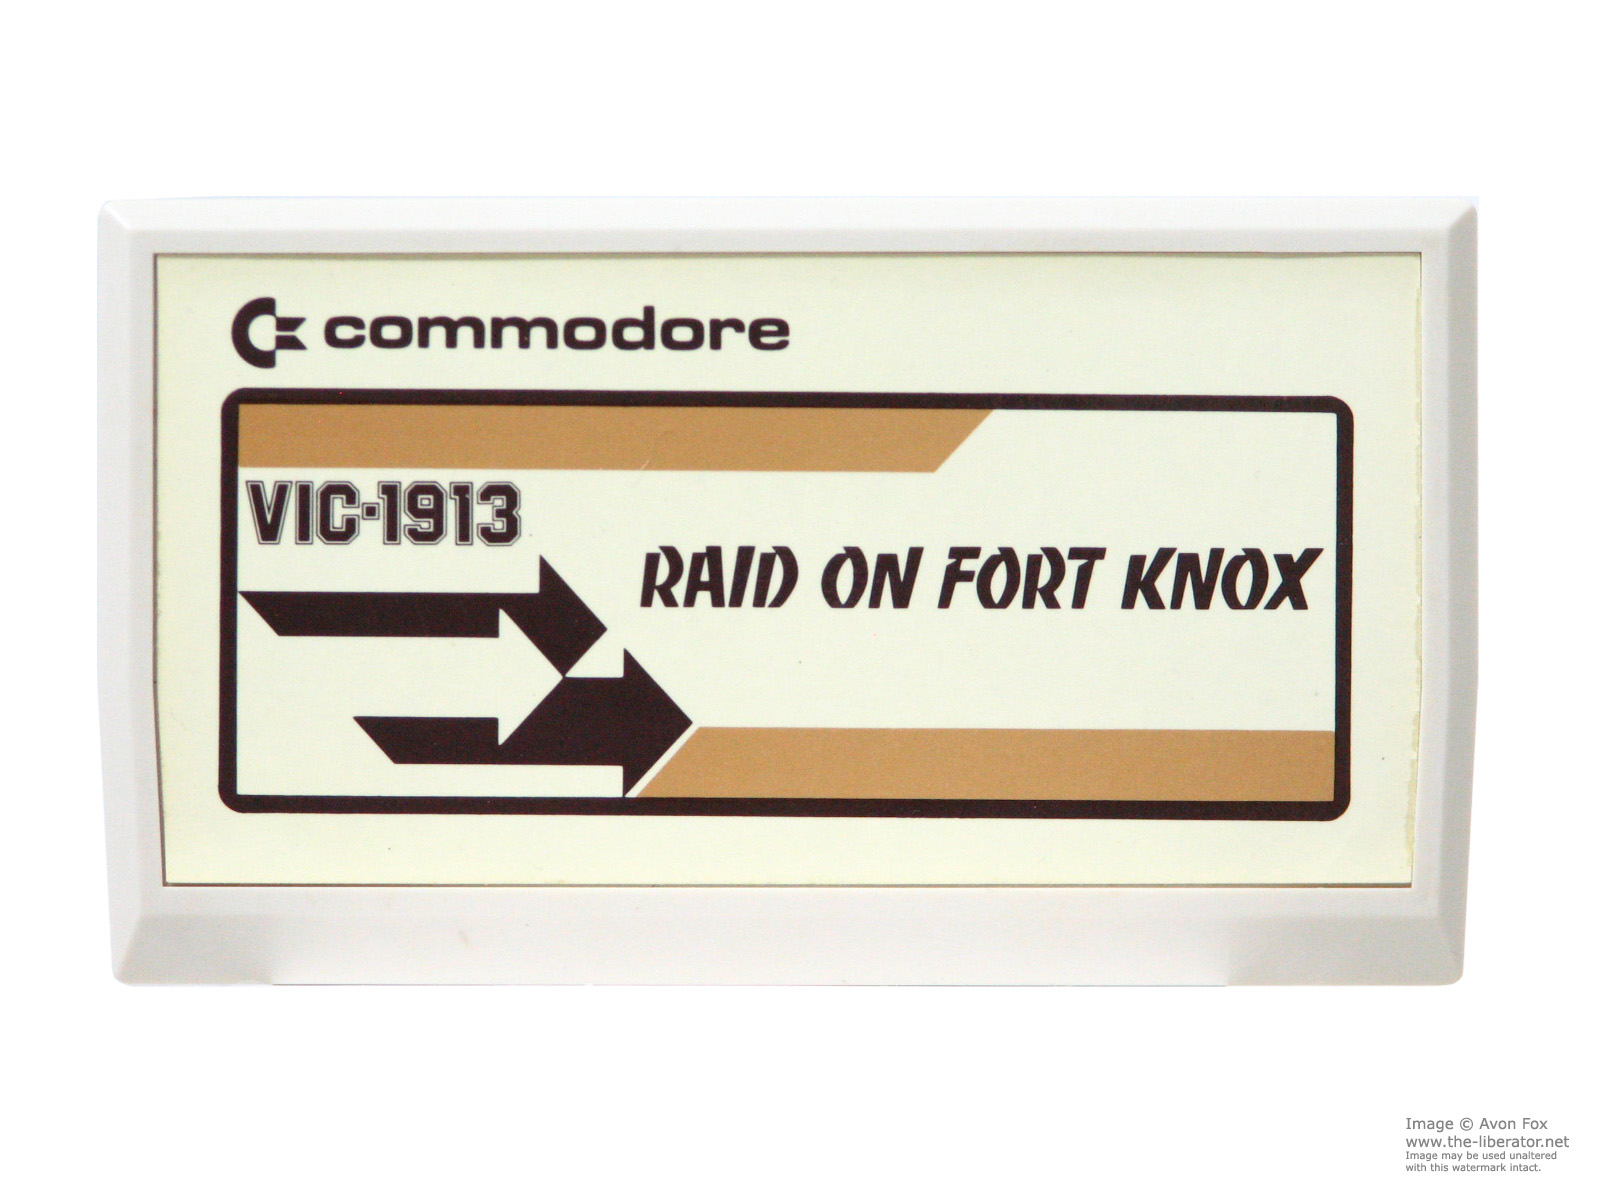 commodore
VIC-1913
RAID ON FORT KNOX
Image © Avon Fox
www.the-liberator.net
Image may be used unaltered
with this watermark intact.